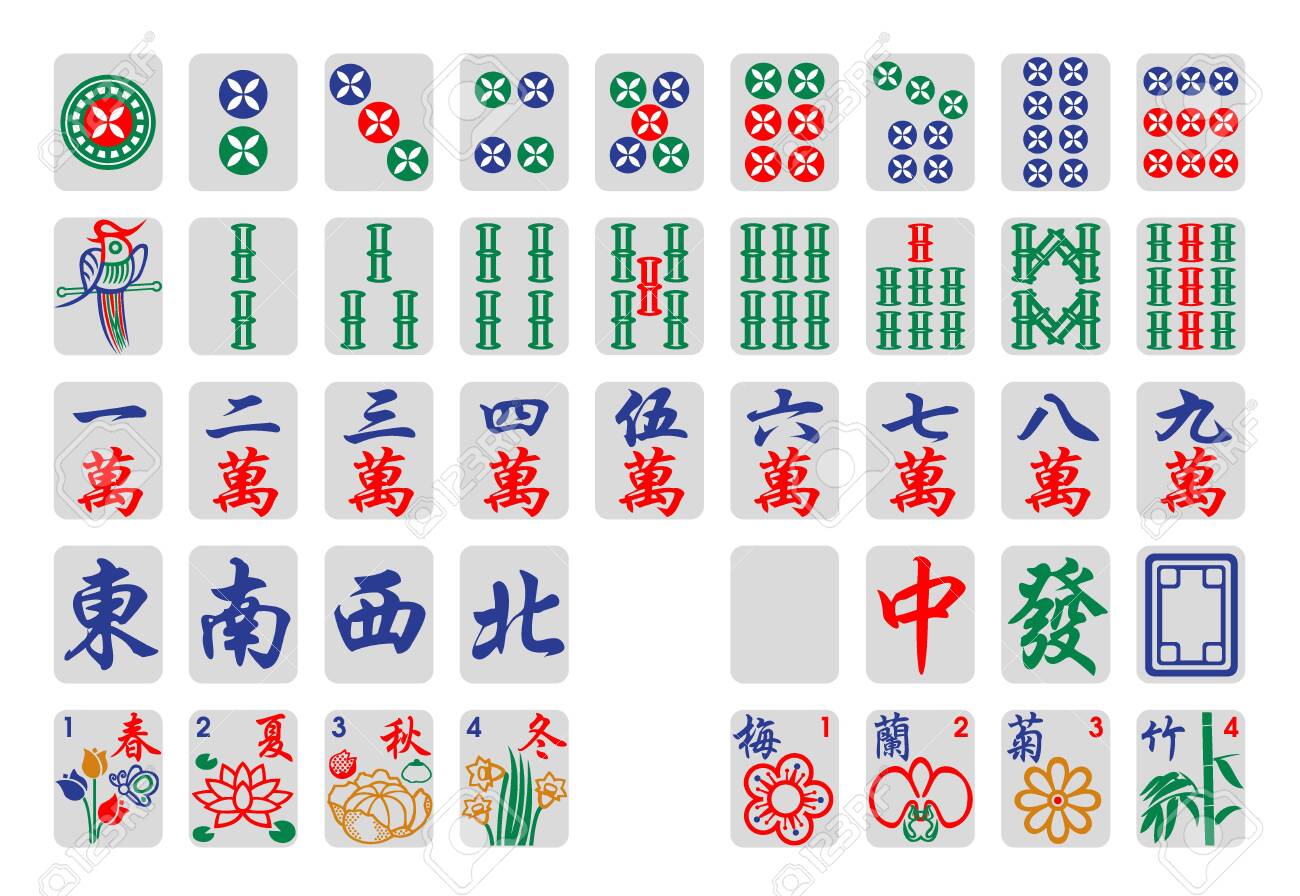 一 二 三 四 伍 六 七 八 九
萬 萬 萬 萬 萬 萬 萬 萬 萬
東 南 西 北 中 發
1 春 2 夏 3 秋 4 冬 梅 1 蘭 2 菊 3 竹 4
123RF